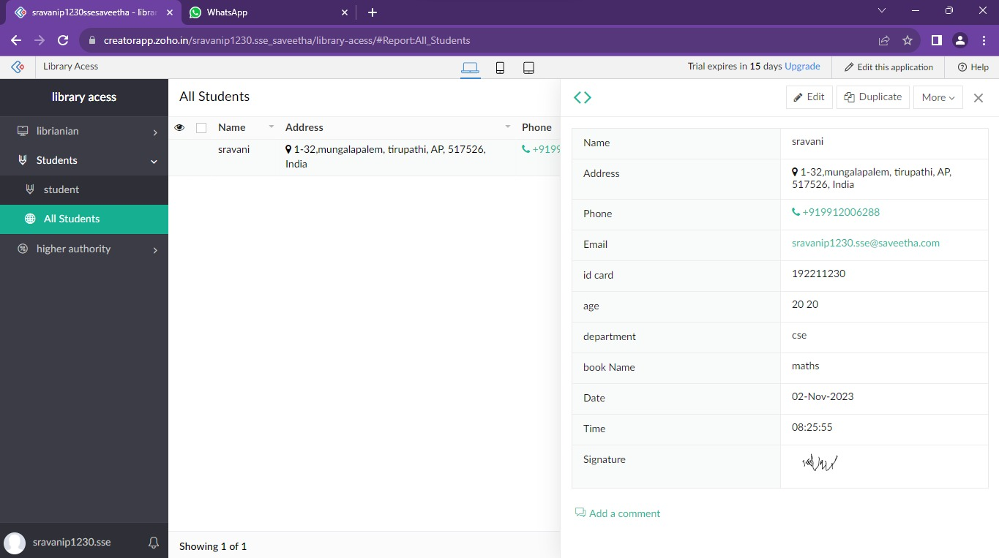 sravanip1230ssesaveetha - librar
WhatsApp
creatorapp.zoho.in/sravanip1230.sse_saveetha/library-acess/#Report:All_Students
Library Acess
Trial expires in 15 days Upgrade
Edit this application
Help
library acess
librianian
Students
student
All Students
higher authority
sravanip1230.sse
All Students
Name Address Phone
sravani 1-32,mungalapalem, tirupathi, AP, 517526, +9199
India
Showing 1 of 1
Edit Duplicate More
Name sravani
Address 1-32,mungalapalem, tirupathi, AP,
517526, India
Phone +919912006288
Email sravanip1230.sse@saveetha.com
id card 192211230
age 20 20
department cse
book Name maths
Date 02-Nov-2023
Time 08:25:55
Signature
Add a comment